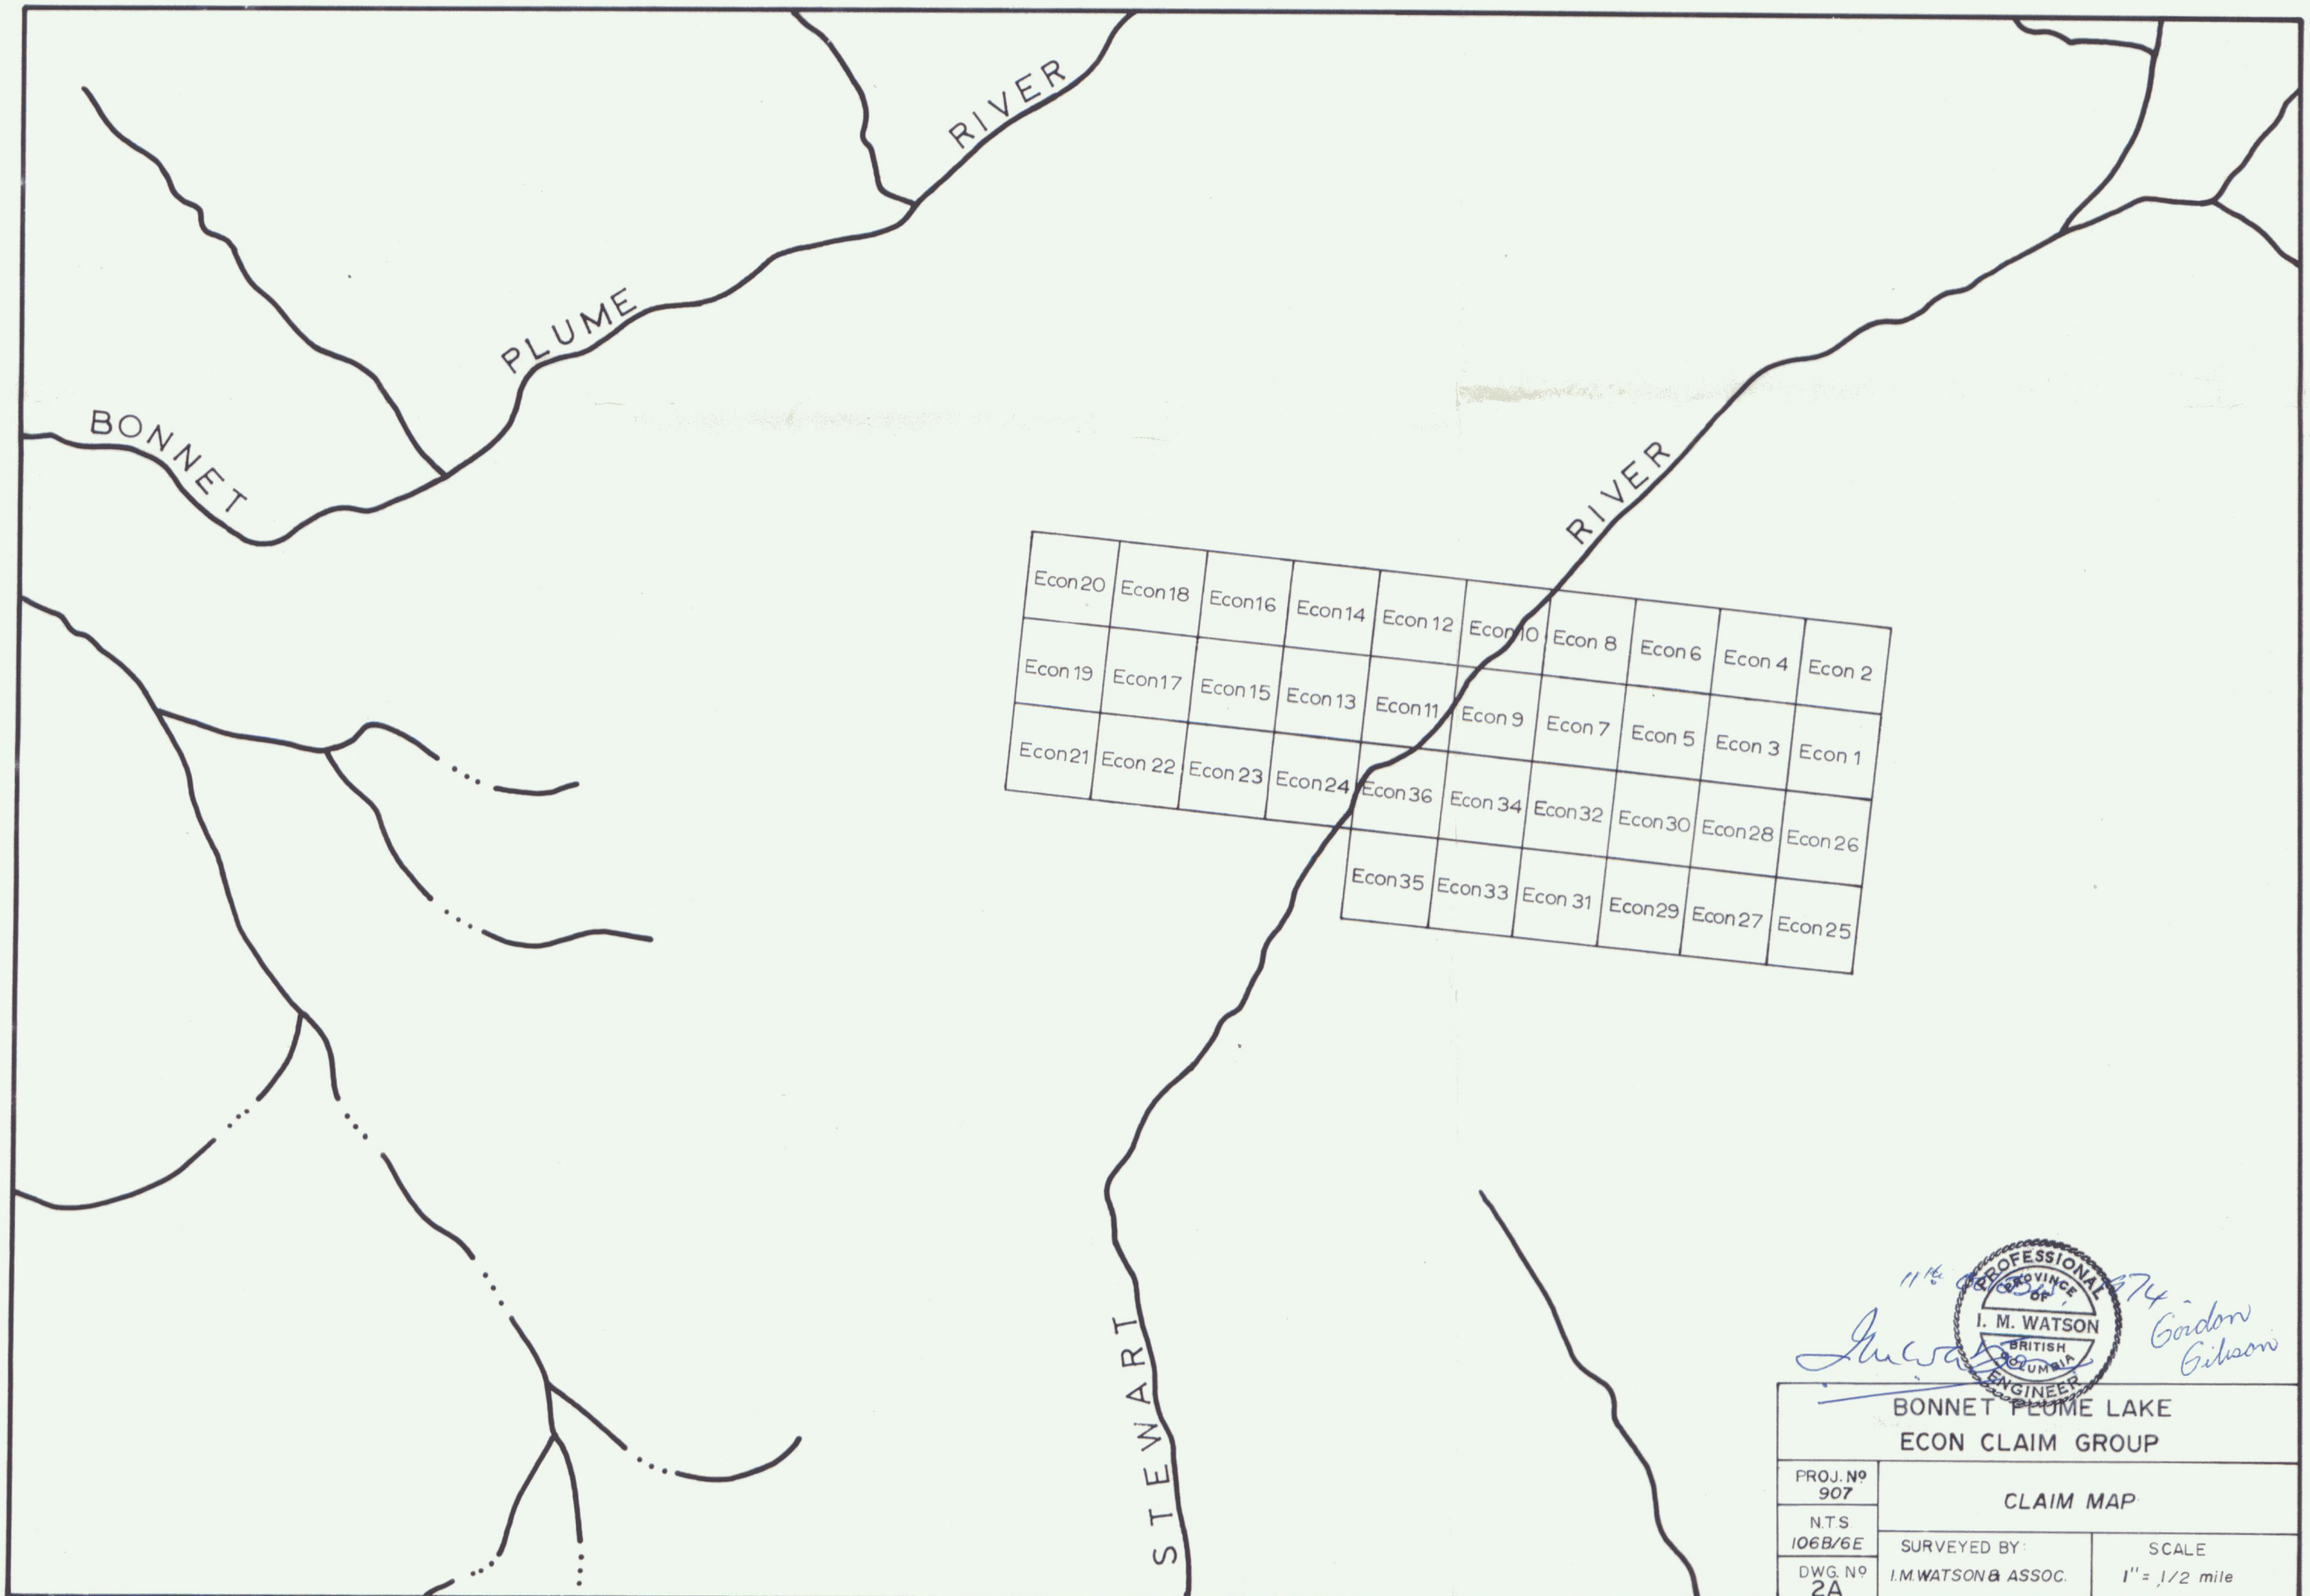 RIVER
PLUME
BONNET
RIVER
Econ 20 Econ 18 Econ 16 Econ 14 Econ 12 Econ 10 Econ 8 Econ 6 Econ 4 Econ 2
Econ 19 Econ 17 Econ 15 Econ 13 Econ 11 Econ 9 Econ 7 Econ 5 Econ 3 Econ 1
Econ 21 Econ 22 Econ 23 Econ 24 Econ 36 Econ 34 Econ 32 Econ 30 Econ 28 Econ 26
Econ 35 Econ 33 Econ 31 Econ 29 Econ 27 Econ 25
STEWART
11th 
PROFESSIONAL
PROVINCE
OF
I. M. WATSON
BRITISH
COLUMBIA
ENGINEER
Gordon
Gibson
BONNET PLUME LAKE
ECON CLAIM GROUP
PROJ. Nº
907
CLAIM MAP
N.T.S.
106B/6E
SURVEYED BY:
I.M. WATSON & ASSOC.
SCALE
1" = 1/2 mile
DWG. Nº
2A